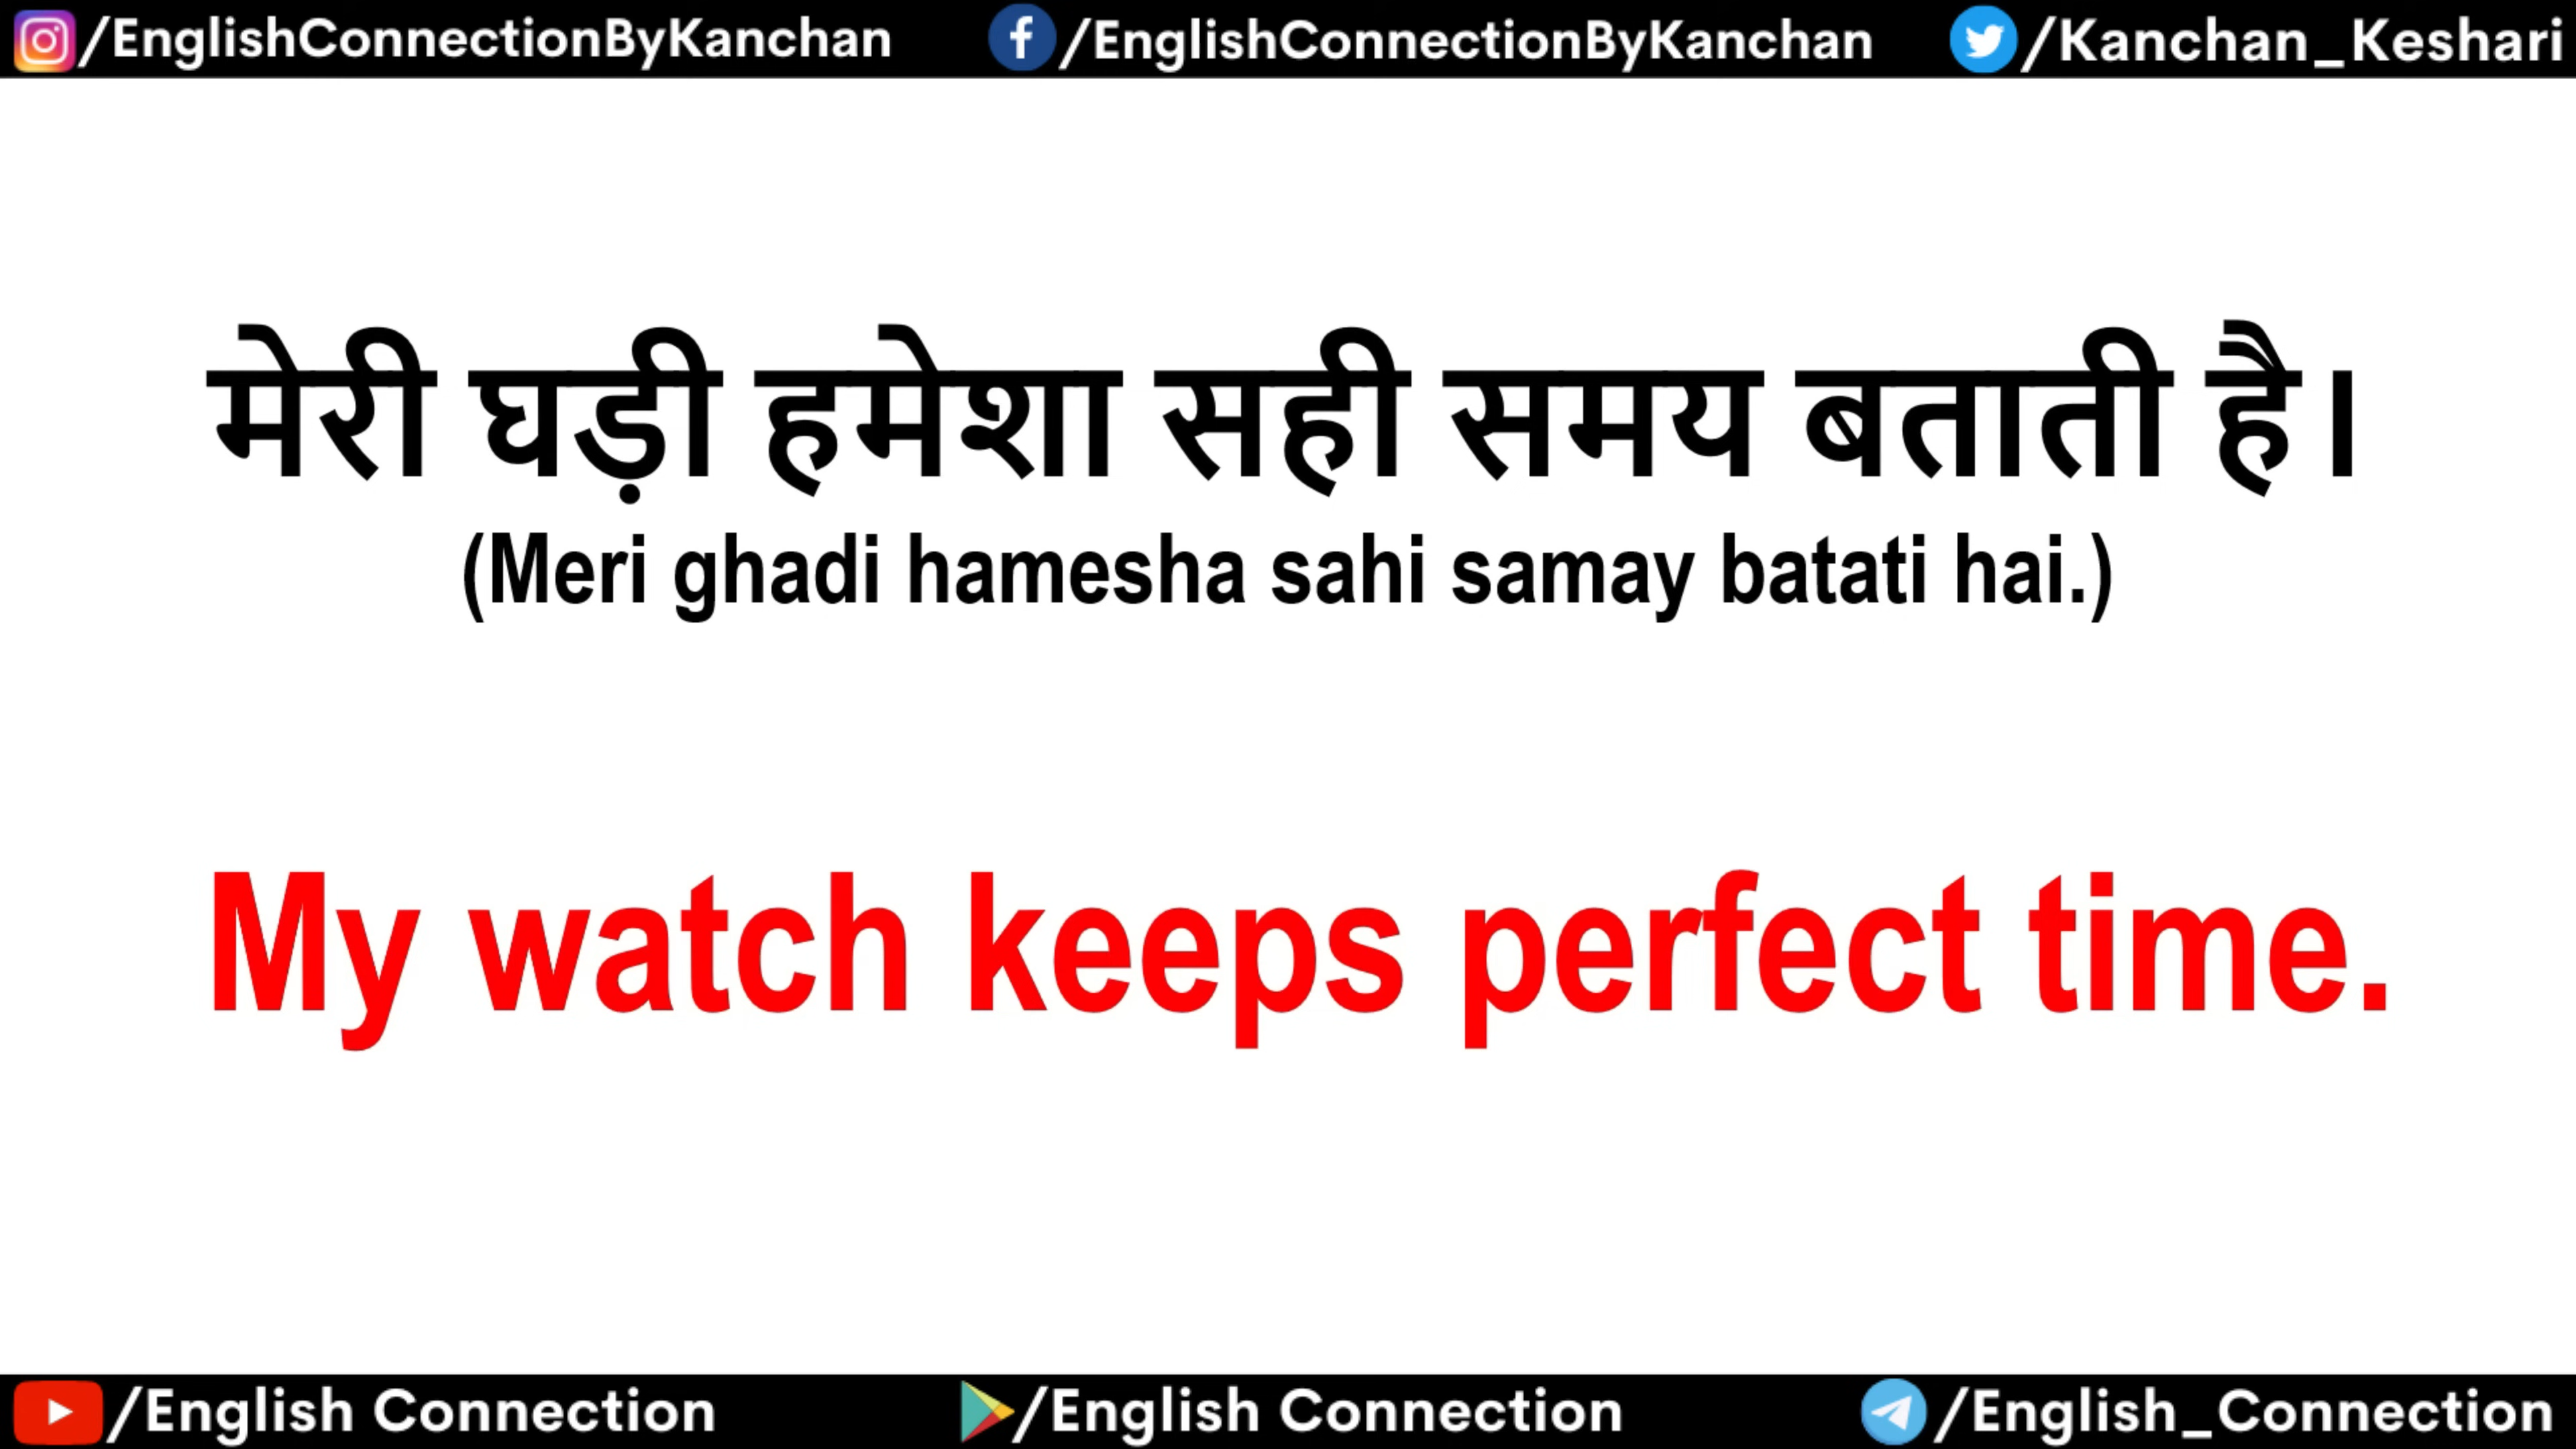 /EnglishConnectionByKanchan /EnglishConnectionByKanchan /Kanchan_Keshari
मेरी घड़ी हमेशा सही समय बताती है।
(Meri ghadi hamesha sahi samay batati hai.)
My watch keeps perfect time.
/English Connection /English Connection /English_Connection